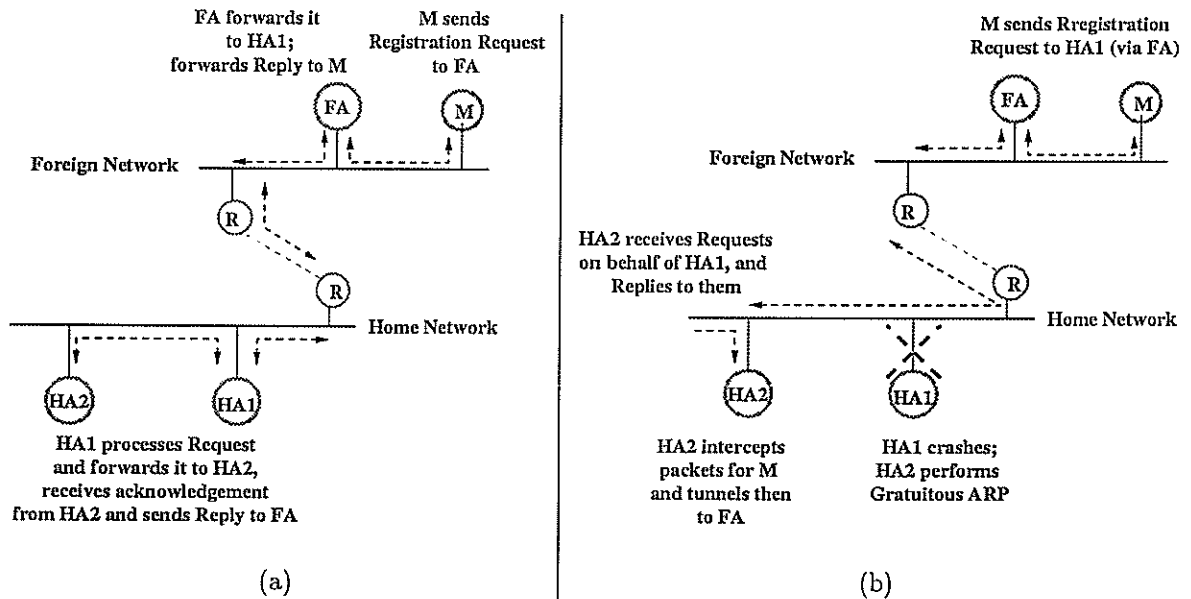 FA forwards it
to HA1;
forwards Reply to M
M sends
Registration Request
to FA
FA
M
Foreign Network
R
R
Home Network
HA2
HA1
HA1 processes Request
and forwards it to HA2,
receives acknowledgement
from HA2 and sends Reply to FA
(a)
M sends Rregistration
Request to HA1 (via FA)
FA
M
Foreign Network
R
HA2 receives Requests
on behalf of HA1, and
Replies to them
R
Home Network
HA2
HA1
HA2 intercepts
packets for M
and tunnels then
to FA
HA1 crashes;
HA2 performs
Gratuitous ARP
(b)